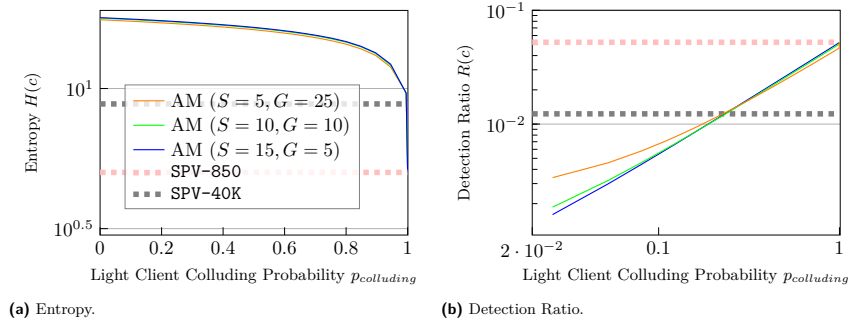 Entropy H(c)
10^1
10^0.5
AM (S = 5, G = 25)
AM (S = 10, G = 10)
AM (S = 15, G = 5)
SPV-850
SPV-40K
0 0.2 0.4 0.6 0.8 1
Light Client Colluding Probability p_colluding
(a) Entropy.
Detection Ratio R(c)
10^−2
2 · 10^−2 0.1 1
Light Client Colluding Probability p_colluding
(b) Detection Ratio.